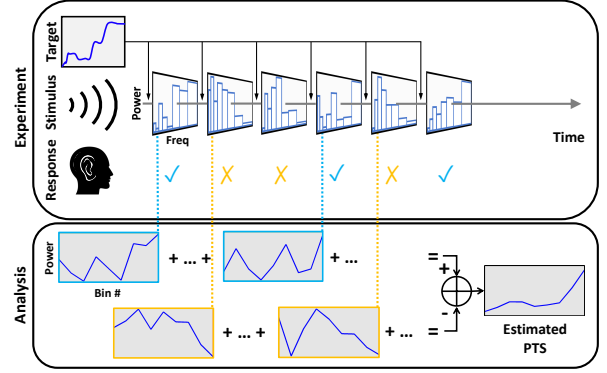 Experiment
Target
Stimulus
Response
Power
Freq
Time
✓ X X ✓ X ✓
Analysis
Power
Bin #
+ ... + + ... =
+
-
+ ... + + ... =
Estimated
PTS